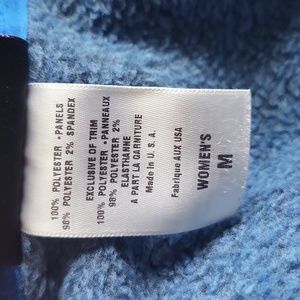 100% POLYESTER •PANELS
98% POLYESTER 2% SPANDEX
EXCLUSIVE OF TRIM
100% POLYESTER •PANNEAUX
98% POLYESTER 2%
ELASTHANNE
A PART LA GARNITURE
Made in U. S. A.
Fabrique AUX USA
WOMEN'S
M